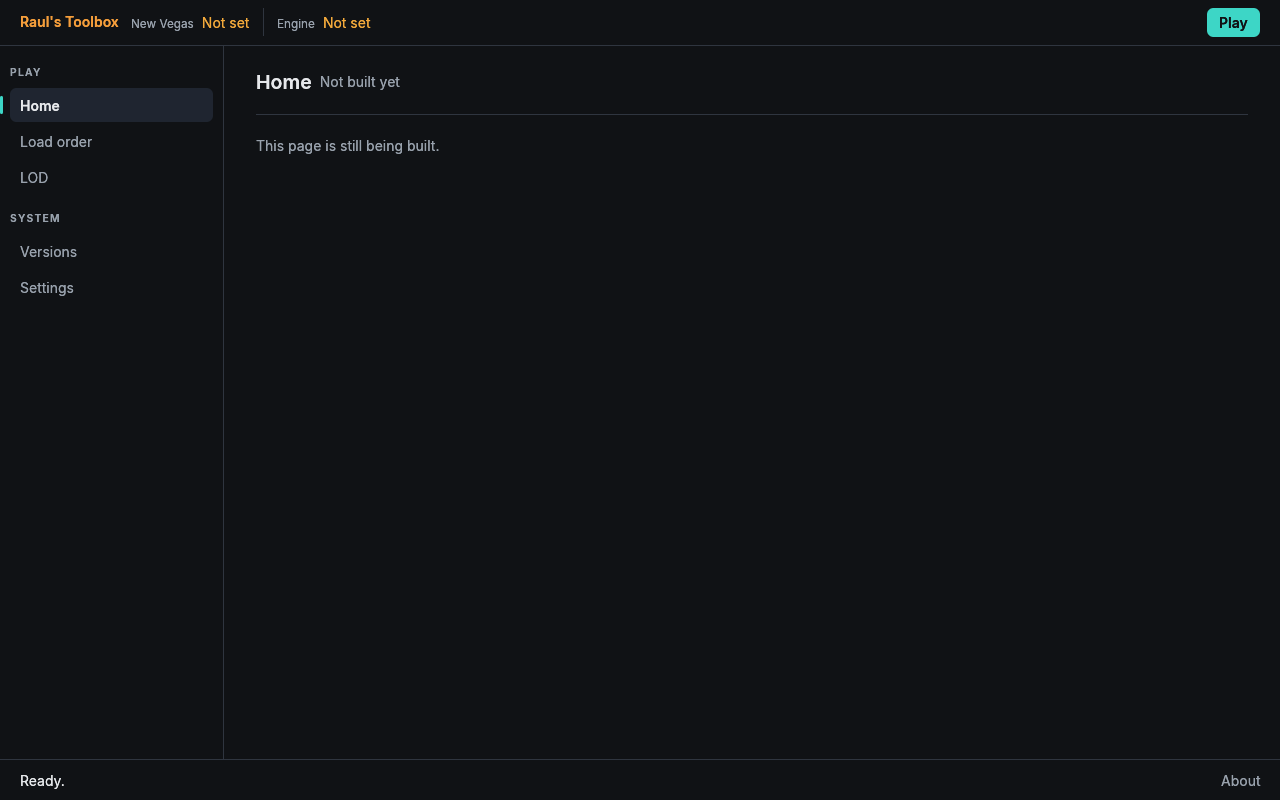 Raul's Toolbox New Vegas Not set Engine Not set Play
PLAY
Home
Load order
LOD
SYSTEM
Versions
Settings
Home Not built yet
This page is still being built.
Ready. About